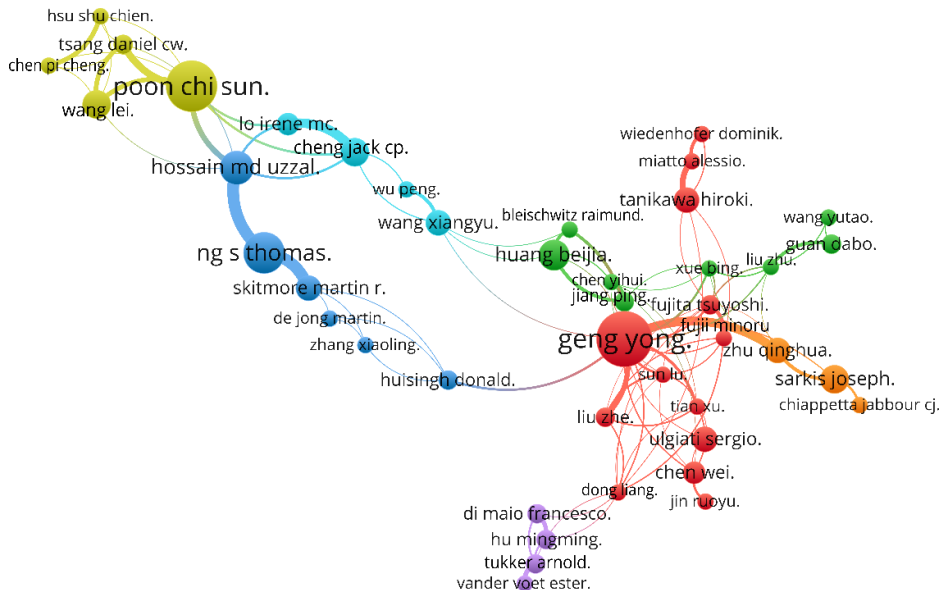 hsu shu chien.
tsang daniel cw.
chen pi cheng.
poon chi sun.
wang lei.
lo irene mc.
wiedenhofer dominik.
cheng jack cp.
miatto alessio.
hossain md uzzal.
wu peng.
tanikawa hiroki.
bleischwitz raimund.
wang yutao.
wang xiangyu.
guan dabo.
ng s thomas.
huang beijia.
liu zhu.
xue bing.
chen yihui.
skitmore martin r.
jiang ping.
fujita tsuyoshi.
de jong martin.
fujii minoru
geng yong.
zhang xiaoling.
zhu qinghua.
sun lu.
huisingh donald.
sarkis joseph.
tian xu.
chiappetta jabbour cj.
liu zhe.
ulgiati sergio.
chen wei.
dong liang.
jin ruoyu.
di maio francesco.
hu mingming.
tukker arnold.
vander voet ester.